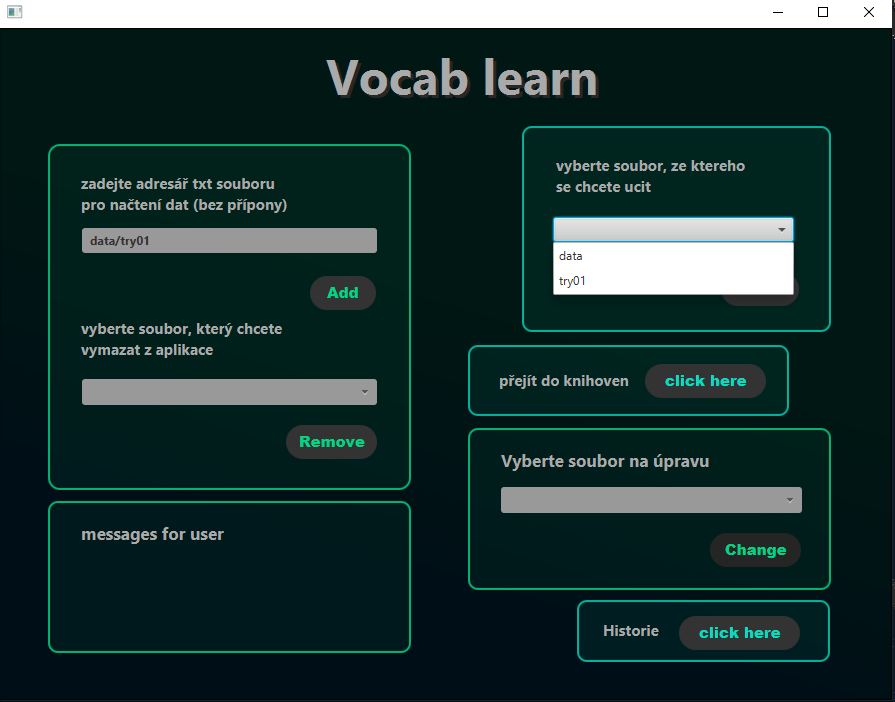 Vocab learn
zadejte adresář txt souboru
pro načtení dat (bez přípony)
data/try01
Add
vyberte soubor, který chcete
vymazat z aplikace
Remove
messages for user
vyberte soubor, ze ktereho
se chcete ucit
data
try01
přejít do knihoven
click here
Vyberte soubor na úpravu
Change
Historie
click here